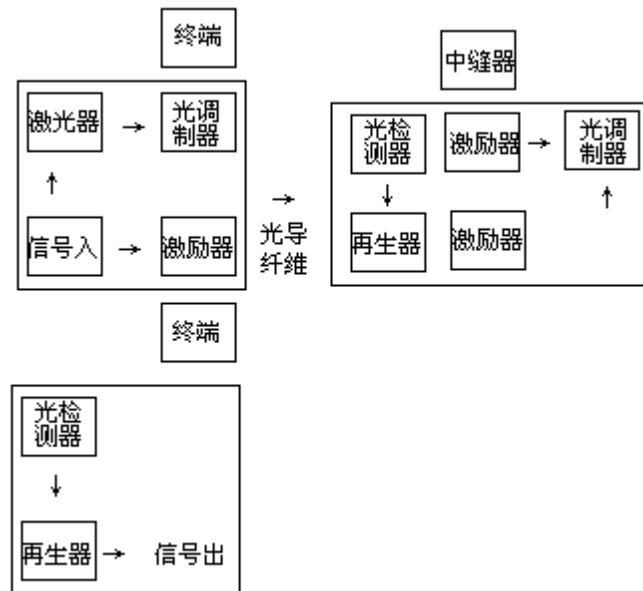 终端
激光器 → 光调
制器
↑
信号入 → 激励器
→
光导
纤维
中缝器
光检
测器
激励器 → 光调
制器
↓
↑
再生器
激励器
终端
光检
测器
↓
再生器 → 信号出